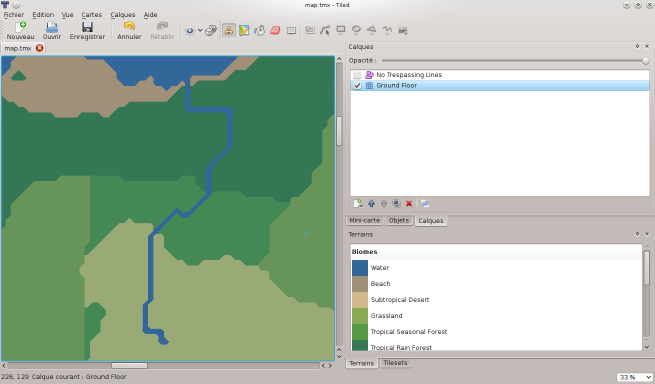 map.tmx - Tiled
Fichier Édition Vue Cartes Calques Aide
Nouveau Ouvrir Enregistrer Annuler Rétablir
map.tmx
Calques
Opacité :
No Trespassing Lines
Ground Floor
Mini-carte Objets Calques
Terrains
Biomes
Water
Beach
Subtropical Desert
Grassland
Tropical Seasonal Forest
Tropical Rain Forest
Terrains Tilesets
226, 129 Calque courant : Ground Floor
33 %